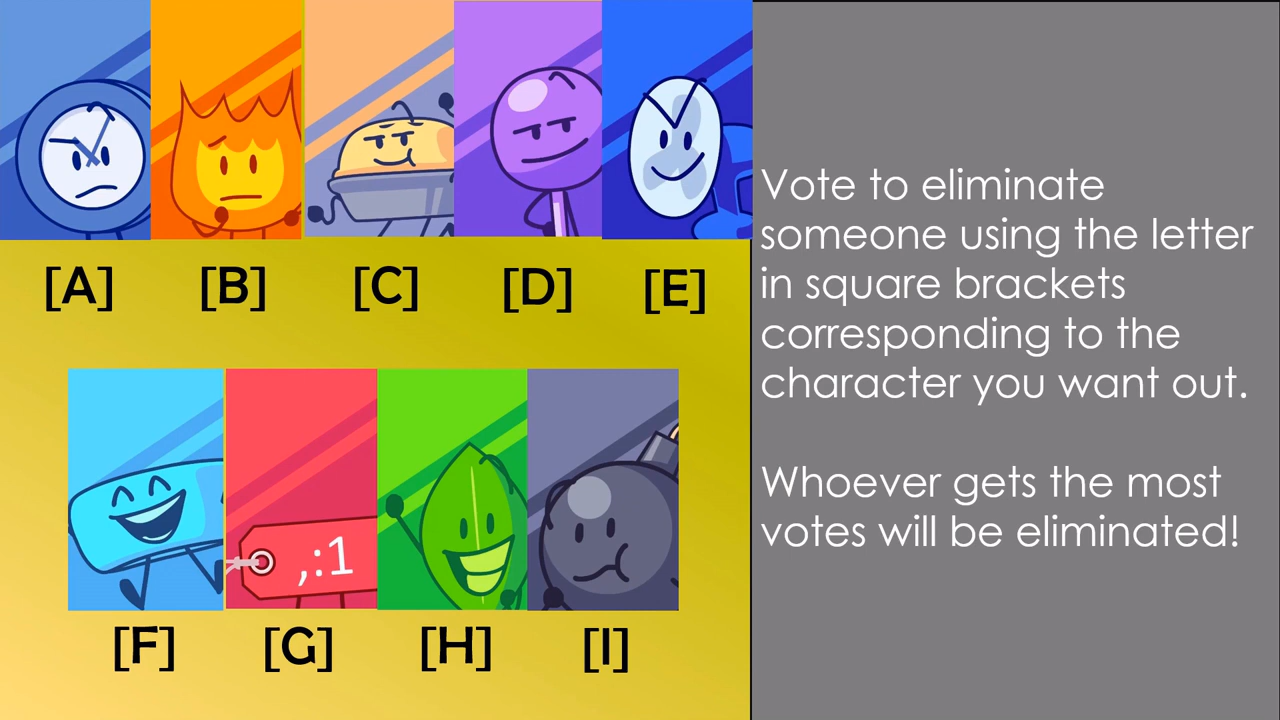 [A] [B] [C] [D] [E]
,:1
[F] [G] [H] [I]
Vote to eliminate
someone using the letter
in square brackets
corresponding to the
character you want out.
Whoever gets the most
votes will be eliminated!